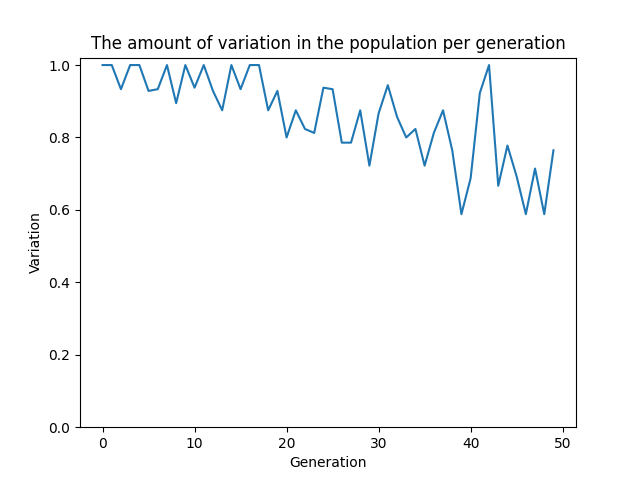 The amount of variation in the population per generation
1.0
0.8
0.6
0.4
0.2
0.0
Variation
0 10 20 30 40 50
Generation